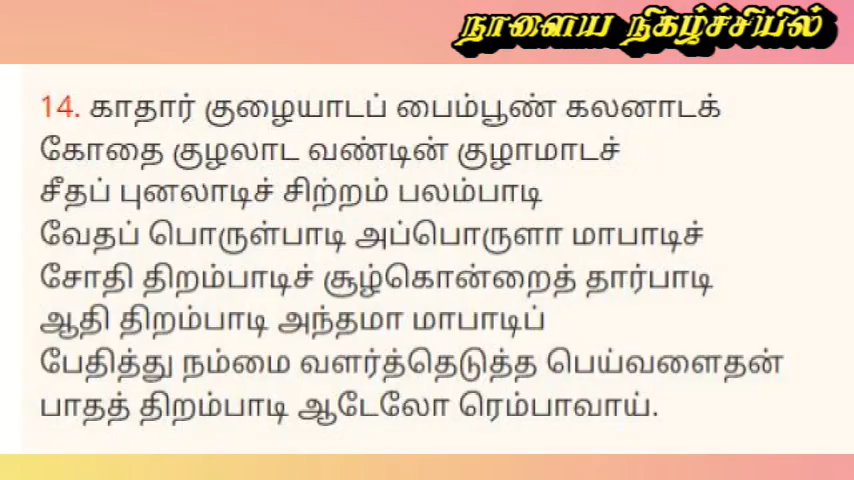 நாளைய நிகழ்ச்சியில்
14. காதார் குழையாடப் பைம்பூண் கலனாடக்
கோதை குழலாட வண்டின் குழாமாடச்
சீதப் புனலாடிச் சிற்றம் பலம்பாடி
வேதப் பொருள்பாடி அப்பொருளா மாபாடிச்
சோதி திறம்பாடிச் சூழ்கொன்றைத் தார்பாடி
ஆதி திறம்பாடி அந்தமா மாபாடிப்
பேதித்து நம்மை வளர்த்தெடுத்த பெய்வளைதன்
பாதத் திறம்பாடி ஆடேலோ ரெம்பாவாய்.